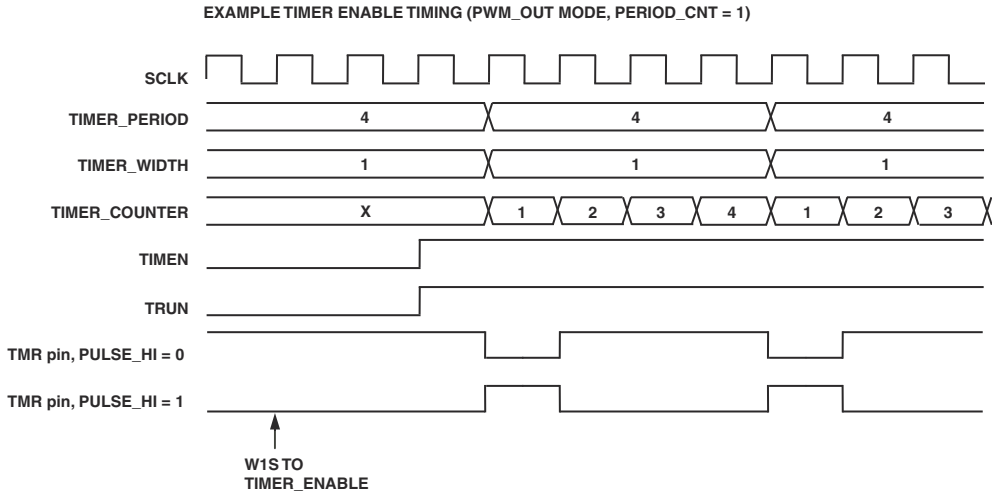 EXAMPLE TIMER ENABLE TIMING (PWM_OUT MODE, PERIOD_CNT = 1)
SCLK
TIMER_PERIOD 4 4 4
TIMER_WIDTH 1 1 1
TIMER_COUNTER X 1 2 3 4 1 2 3
TIMEN
TRUN
TMR pin, PULSE_HI = 0
TMR pin, PULSE_HI = 1
W1S TO
TIMER_ENABLE